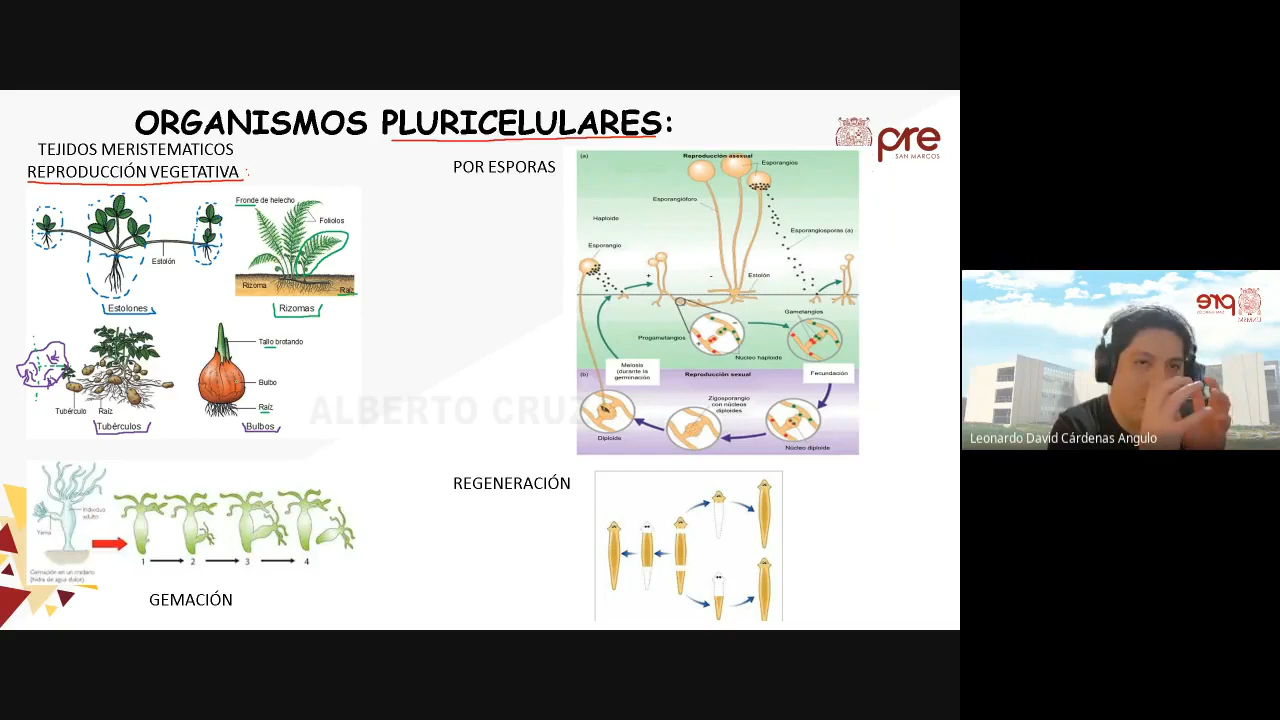 ORGANISMOS PLURICELULARES:
TEJIDOS MERISTEMATICOS
REPRODUCCIÓN VEGETATIVA
pre
SAN MARCOS
Estolón
Estolones
Fronde de helecho
Foliolos
Rizoma
Raíz
Rizomas
Tubérculo
Raíz
Tubérculos
Tallo brotando
Bulbo
Raíz
Bulbos
Yema
Individuo
adulto
Gemación en un cnidario
(hidra de agua dulce)
1
2
3
4
GEMACIÓN
POR ESPORAS
(a)
Reproducción asexual
Esporangios
Esporangióforo
Haploide
Esporangiosporas (a)
Esporangio
+
-
Estolón
Gametangios
Progametangios
Núcleo haploide
Meiosis
(durante la
germinación
Fecundación
(b)
Reproducción sexual
Zigosporangio
con núcleos
diploides
Diploide
Núcleo diploide
REGENERACIÓN
ALBERTO CRUZ
pre
Leonardo David Cárdenas Angulo